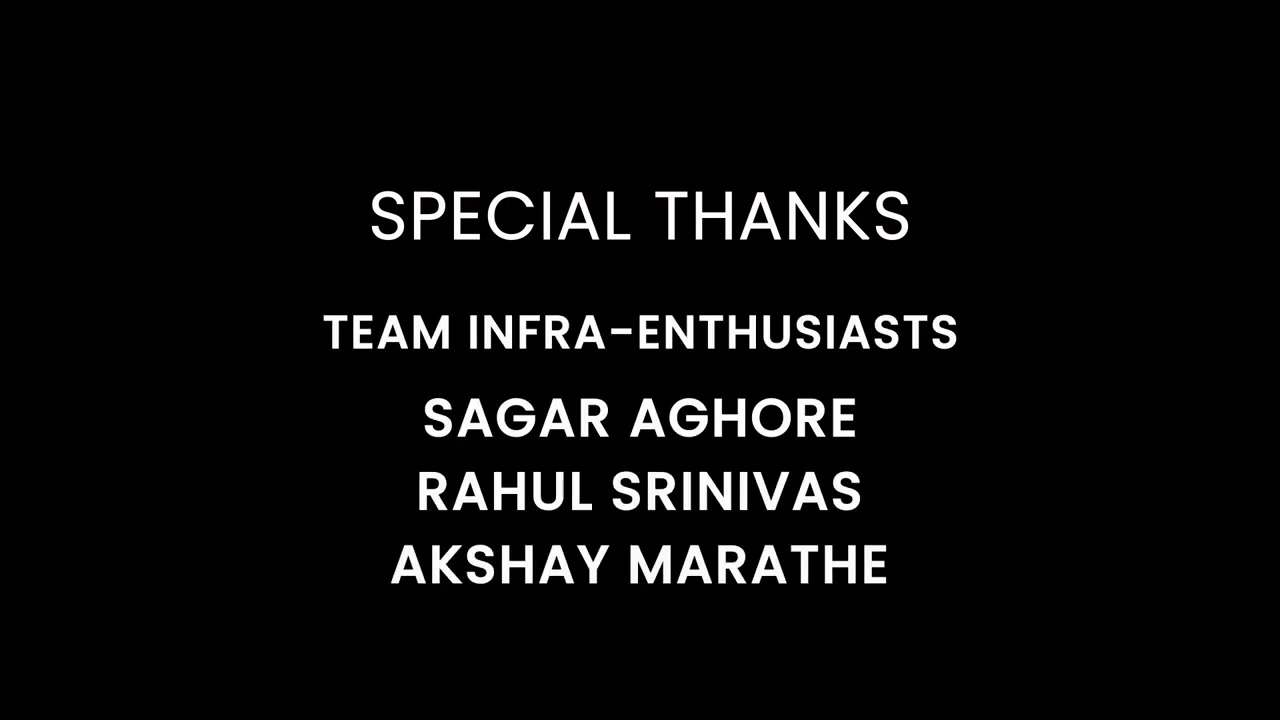 SPECIAL THANKS
TEAM INFRA-ENTHUSIASTS
SAGAR AGHORE
RAHUL SRINIVAS
AKSHAY MARATHE